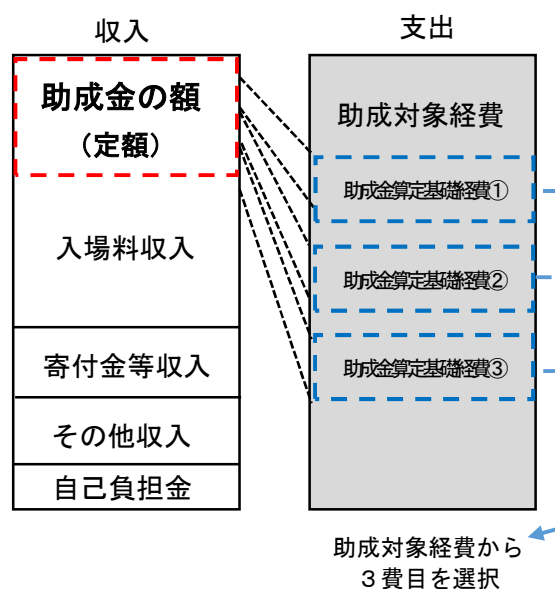 収入
助成金の額
（定額）
入場料収入
寄付金等収入
その他収入
自己負担金
支出
助成対象経費
助成金算定基礎経費①
助成金算定基礎経費②
助成金算定基礎経費③
助成対象経費から
３費目を選択